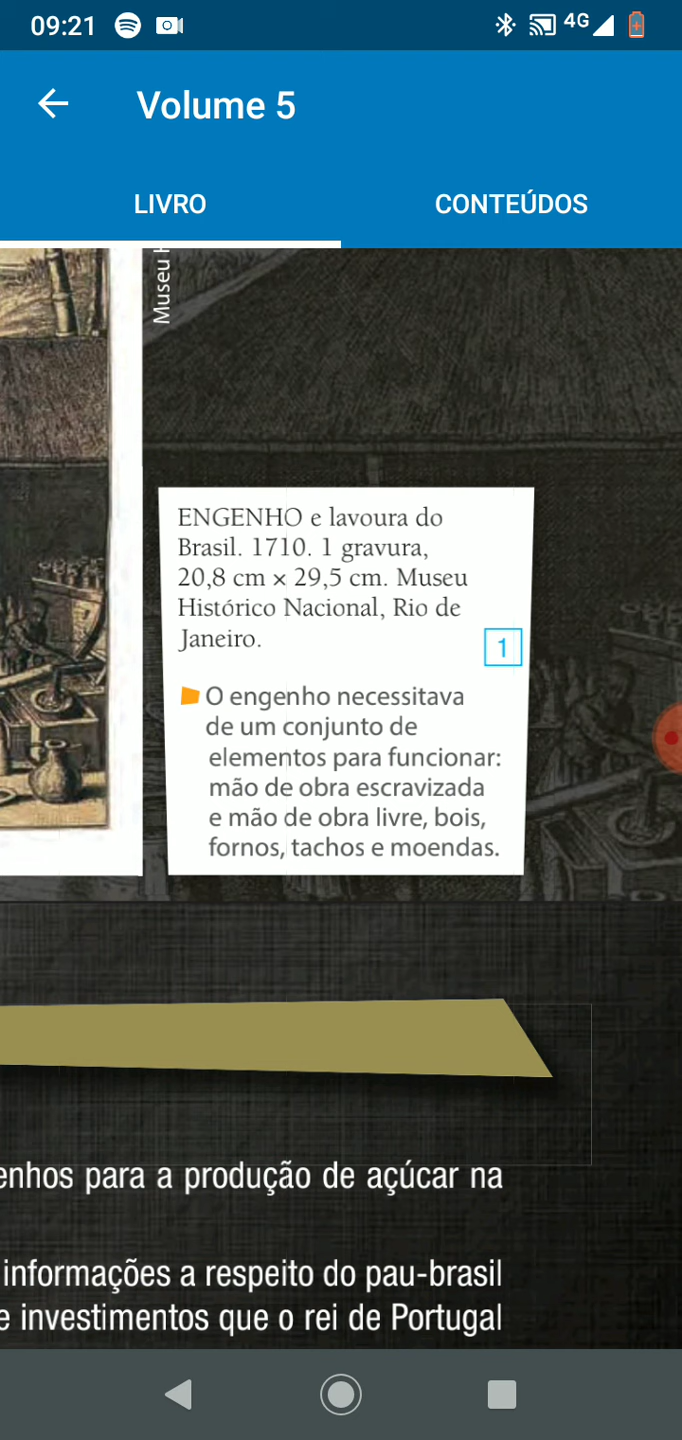 09:21
4G
Volume 5
LIVRO
CONTEÚDOS
Museu
ENGENHO e lavoura do
Brasil. 1710. 1 gravura,
20,8 cm × 29,5 cm. Museu
Histórico Nacional, Rio de
Janeiro.
1
O engenho necessitava
de um conjunto de
elementos para funcionar:
mão de obra escravizada
e mão de obra livre, bois,
fornos, tachos e moendas.
enhos para a produção de açúcar na
informações a respeito do pau-brasil
e investimentos que o rei de Portugal